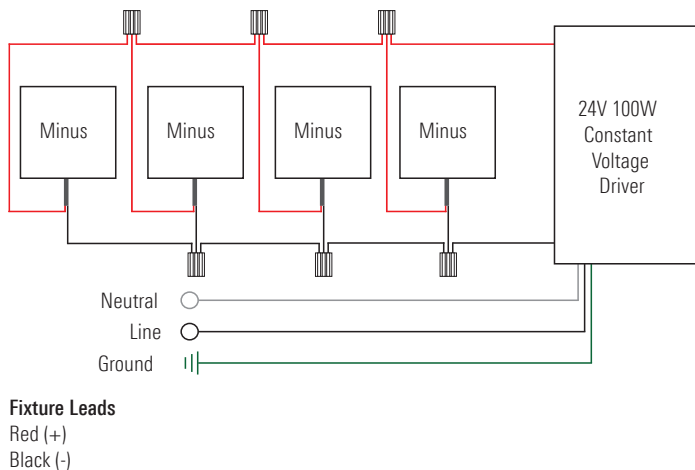 Minus
Minus
Minus
Minus
24V 100W
Constant
Voltage
Driver
Neutral
Line
Ground
Fixture Leads
Red (+)
Black (-)